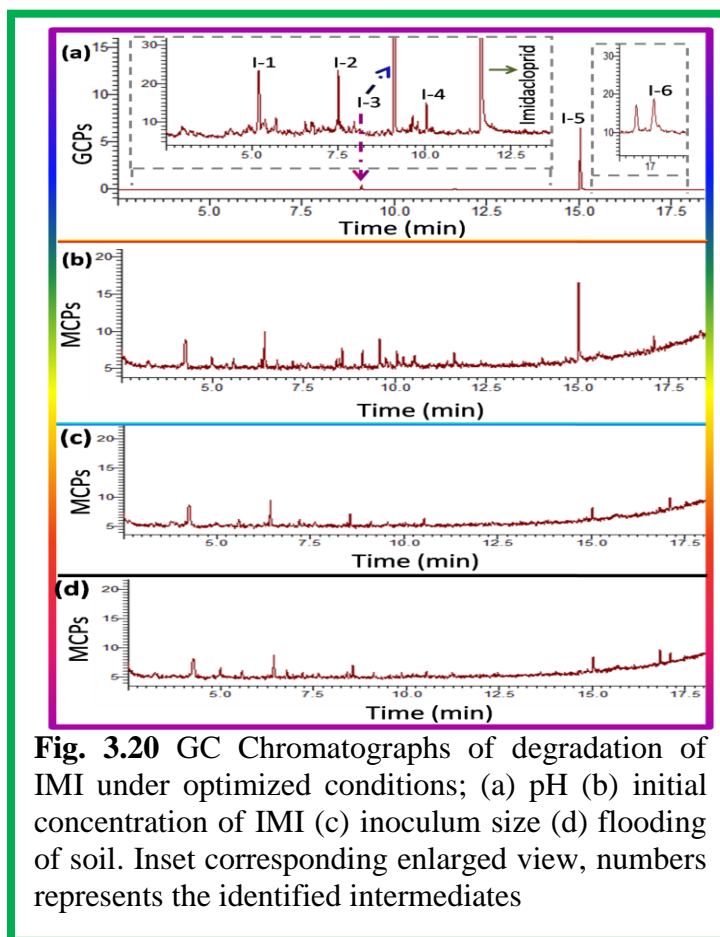 (a)
GCPs
15
10
5
0
30
20
10
I-1
I-2
I-3
I-4
Imidacloprid
5.0 7.5 10.0 12.5
I-5
30
20
10
I-6
17
5.0 7.5 10.0 12.5 15.0 17.5
Time (min)
(b)
MCPs
20
15
10
5
5.0 7.5 10.0 12.5 15.0 17.5
Time (min)
(c)
MCPs
20
15
10
5
5.0 7.5 10.0 12.5 15.0 17.5
Time (min)
(d)
MCPs
20
15
10
5
5.0 7.5 10.0 12.5 15.0 17.5
Time (min)
Fig. 3.20 GC Chromatographs of degradation of
IMI under optimized conditions; (a) pH (b) initial
concentration of IMI (c) inoculum size (d) flooding
of soil. Inset corresponding enlarged view, numbers
represents the identified intermediates